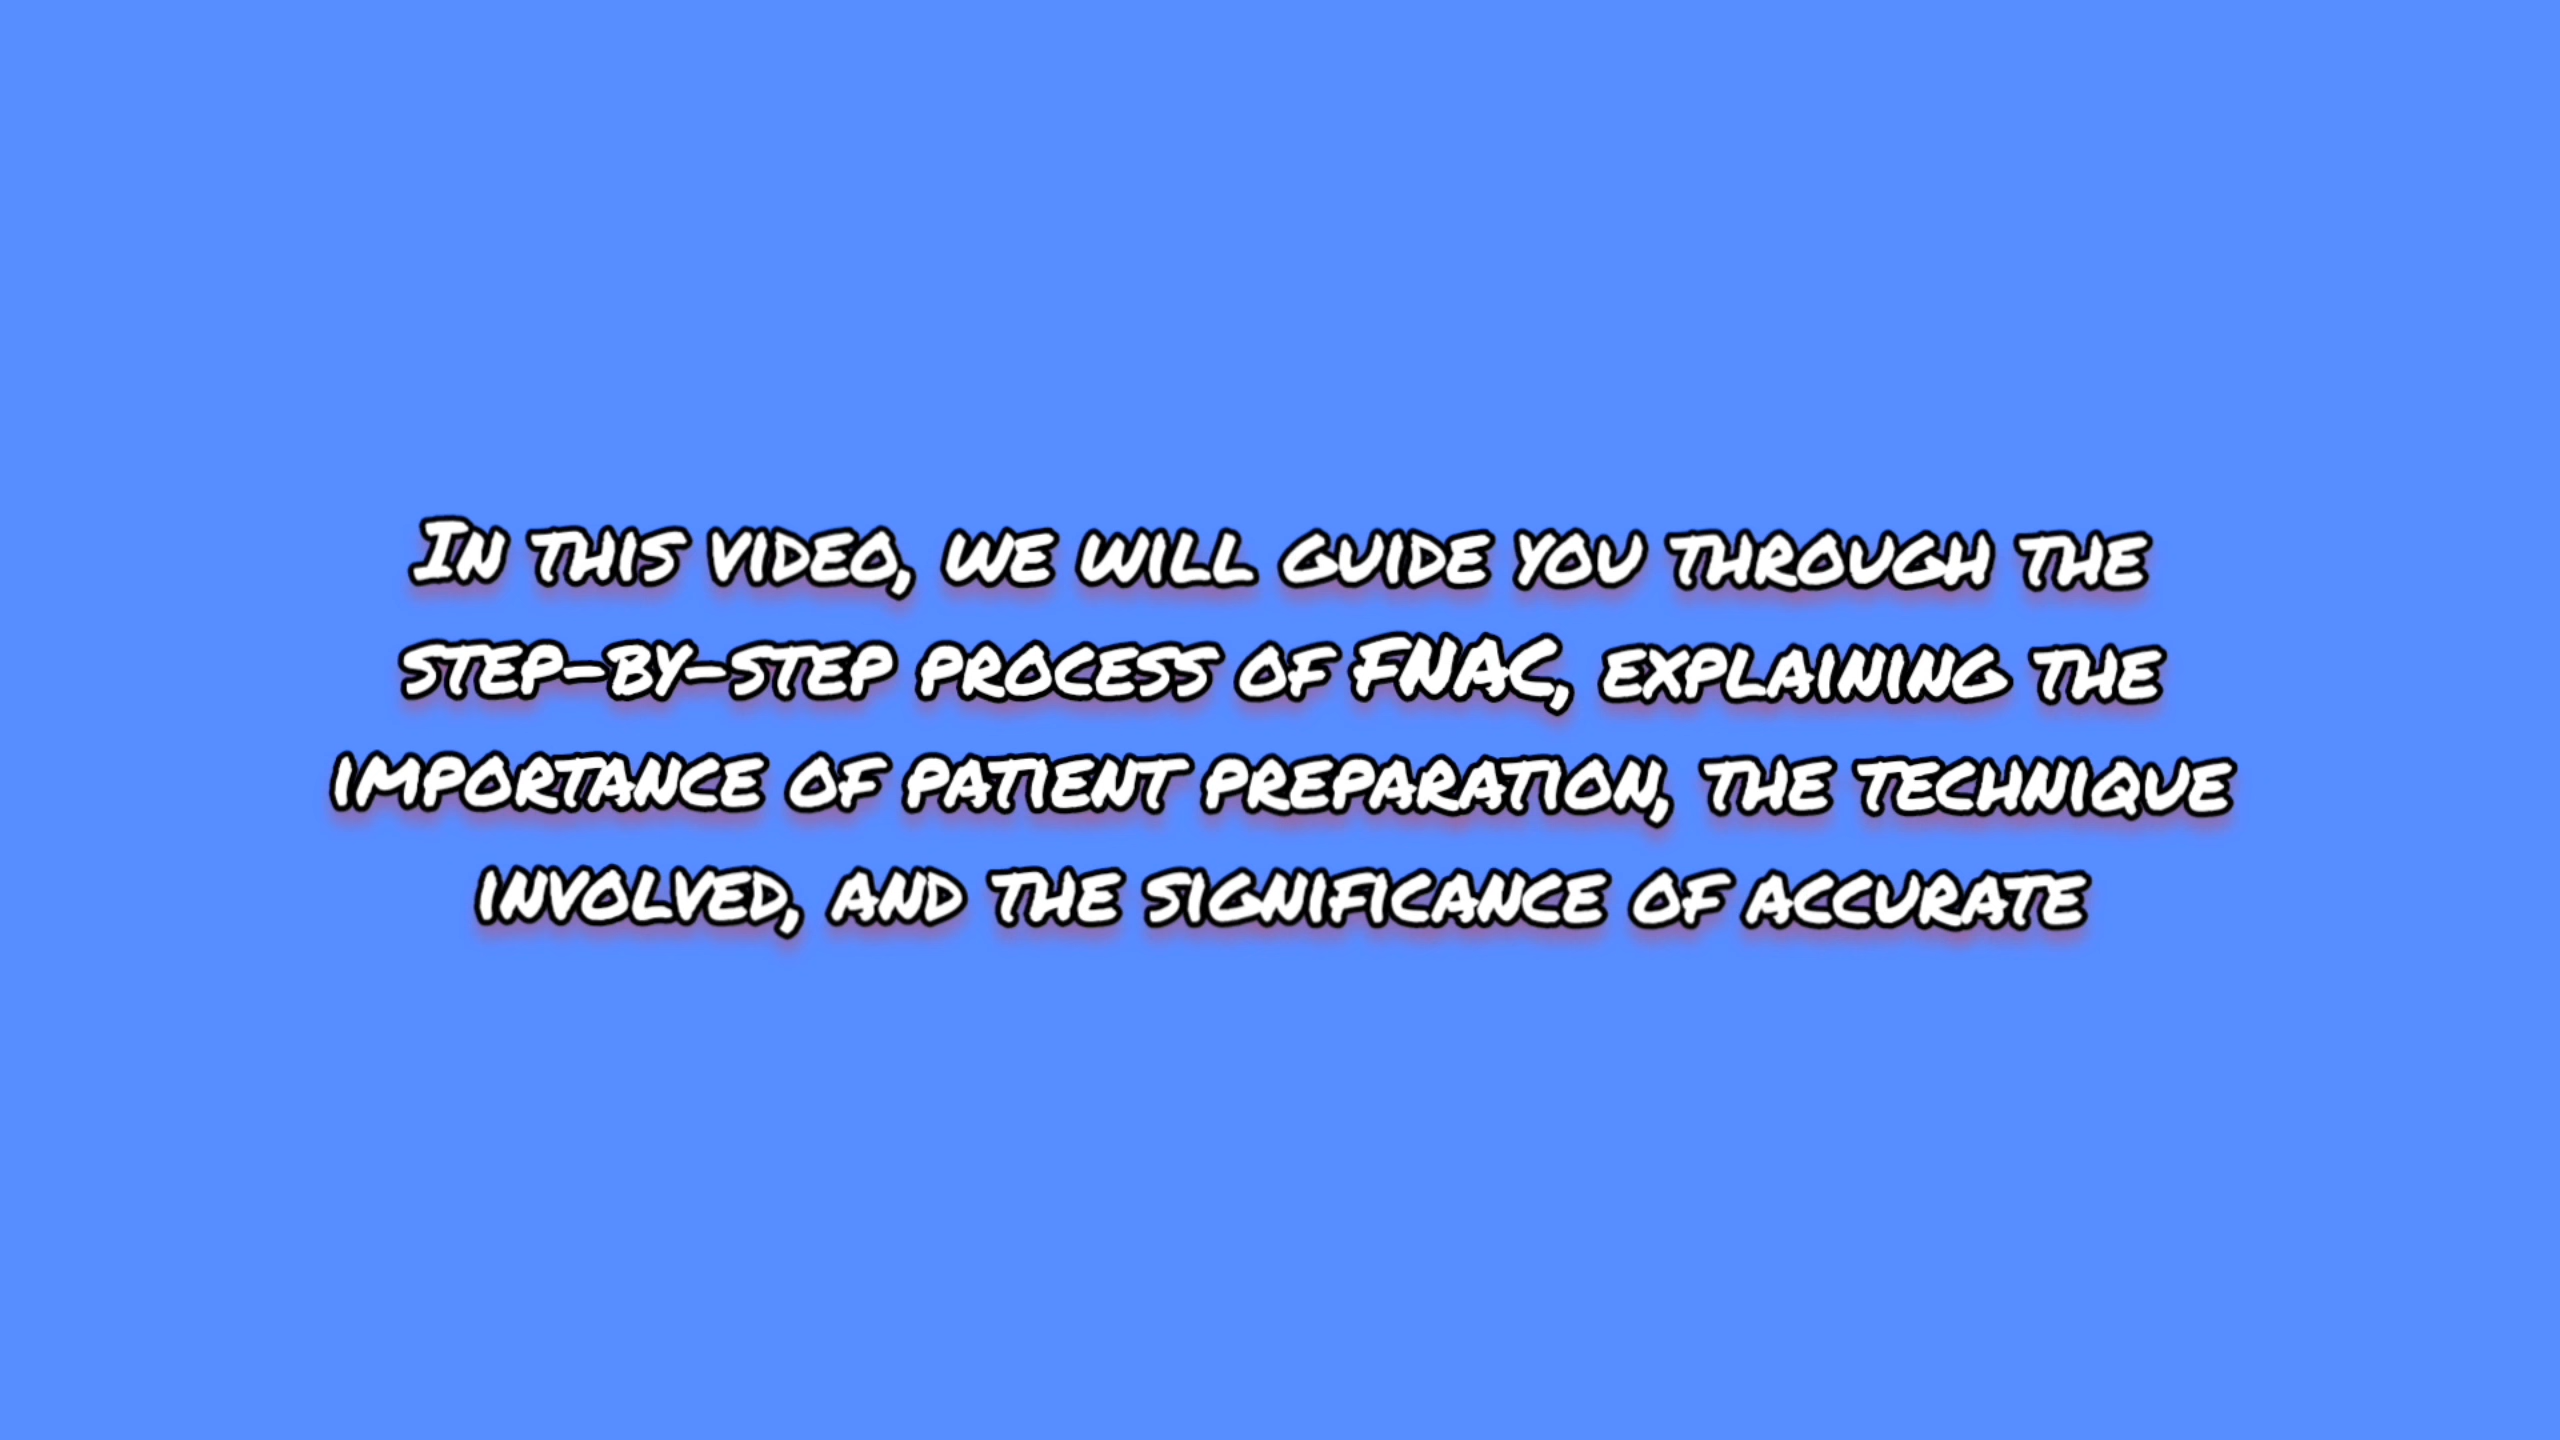 In this video, we will guide you through the
step-by-step process of FNAC, explaining the
importance of patient preparation, the technique
involved, and the significance of accurate